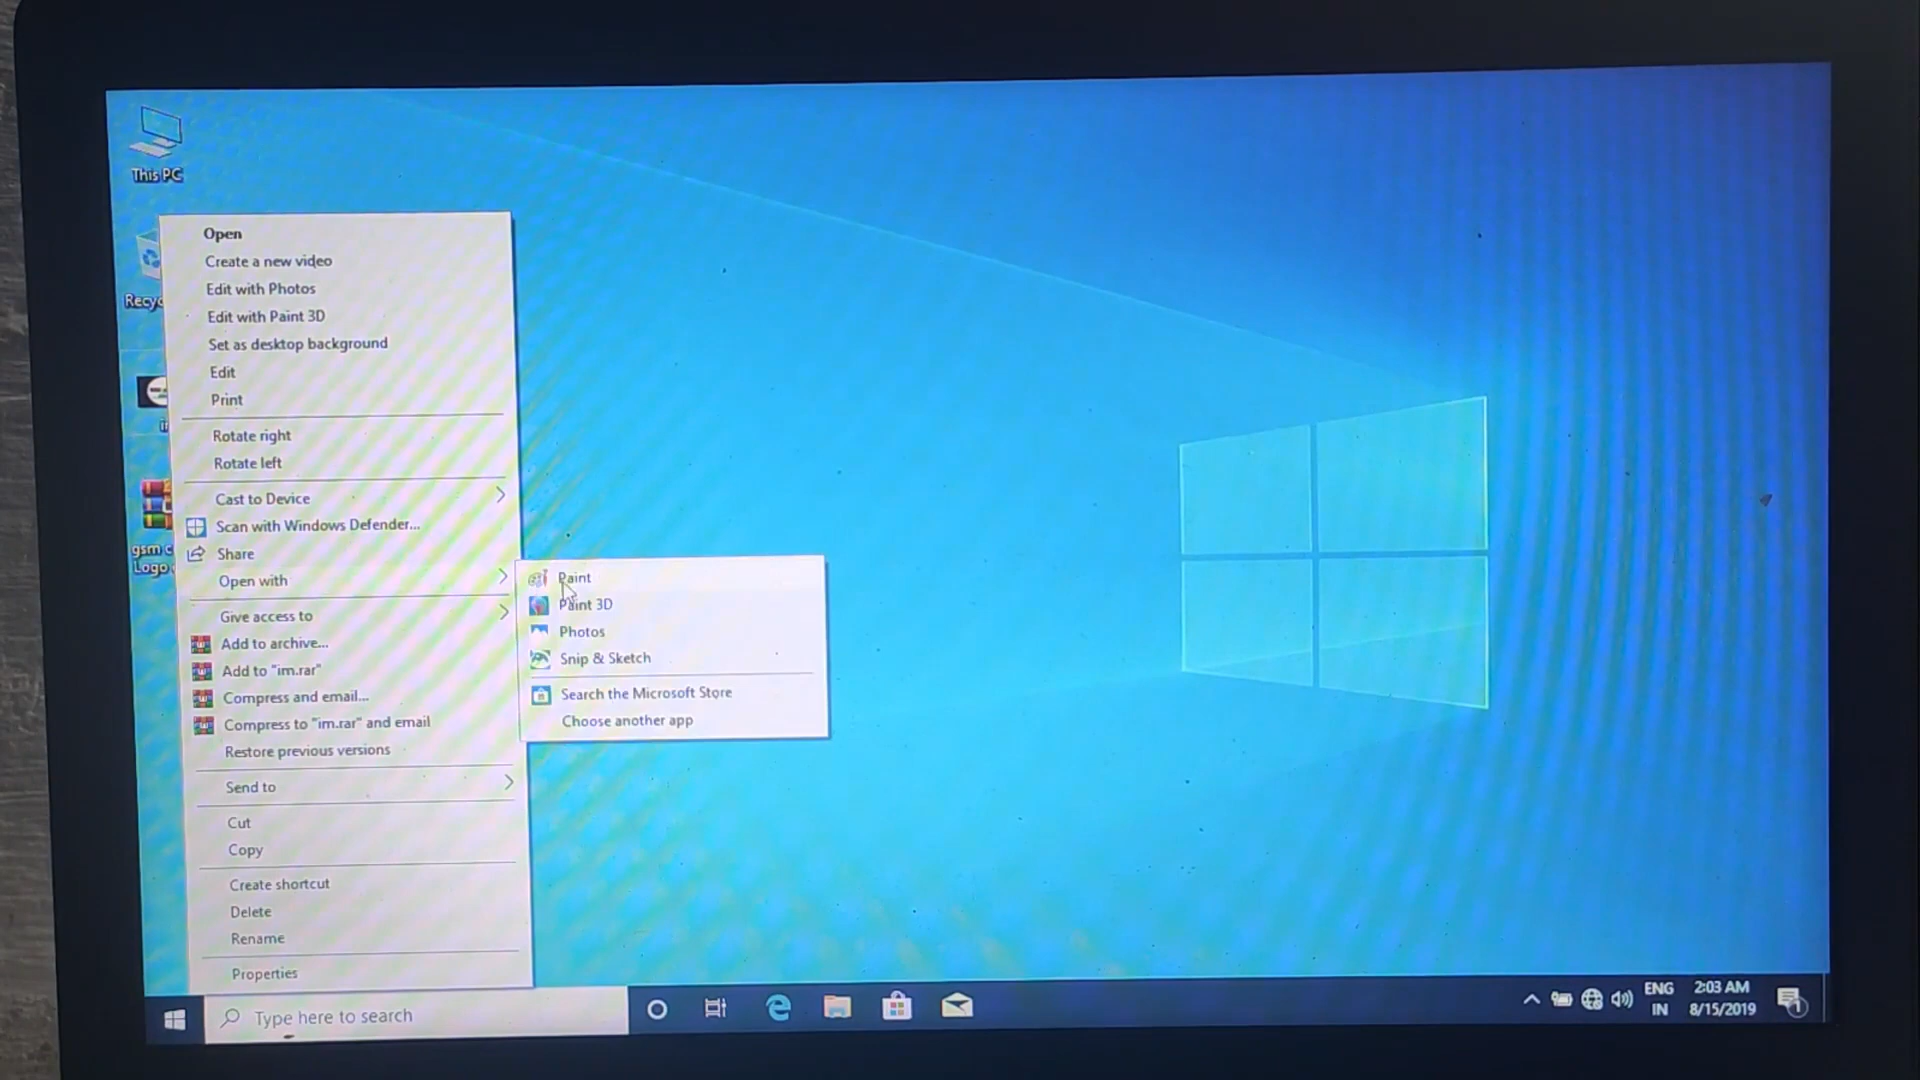 This PC
Open
Create a new video
Edit with Photos
Edit with Paint 3D
Set as desktop background
Edit
Print
Rotate right
Rotate left
Cast to Device
Scan with Windows Defender...
Share
Open with
Give access to
Add to archive...
Add to "im.rar"
Compress and email...
Compress to "im.rar" and email
Restore previous versions
Send to
Cut
Copy
Create shortcut
Delete
Rename
Properties
Recyc
gsm c
Logo
Paint
Paint 3D
Photos
Snip & Sketch
Search the Microsoft Store
Choose another app
Type here to search
ENG
IN
2:03 AM
8/15/2019
1